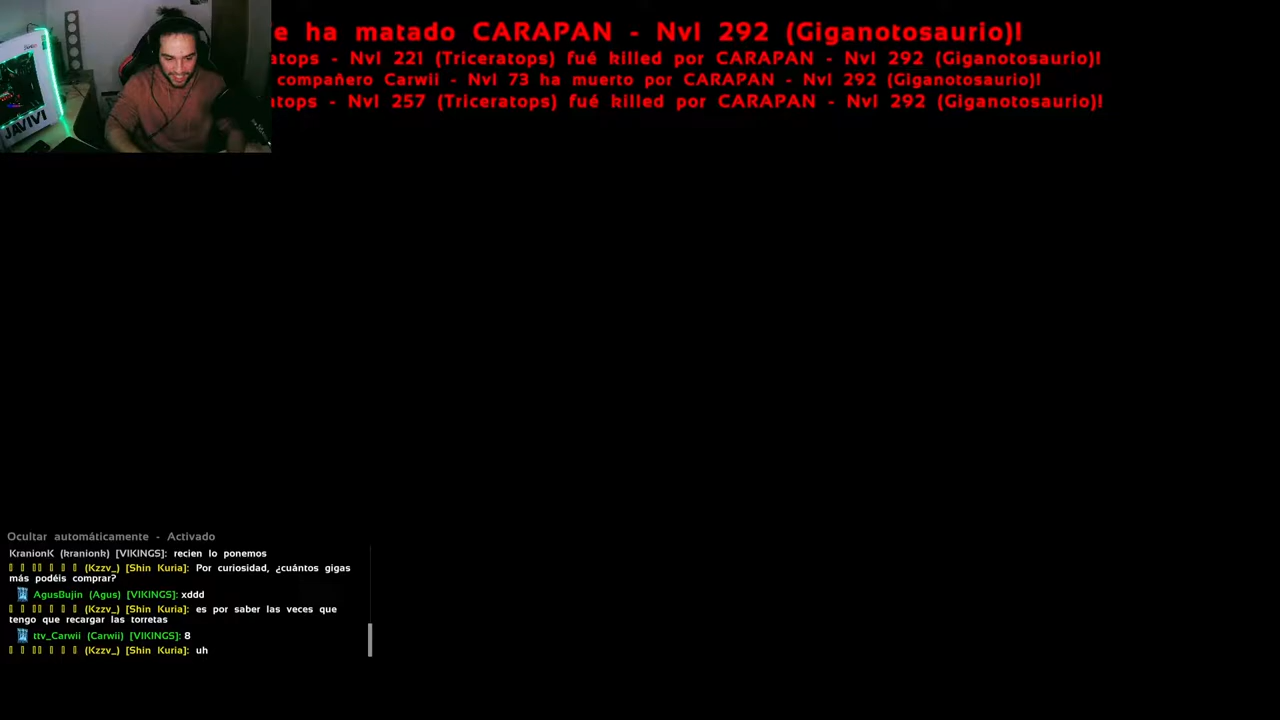 e ha matado CARAPAN - Nvl 292 (Giganotosaurio)!
atops - Nvl 221 (Triceratops) fué killed por CARAPAN - Nvl 292 (Giganotosaurio)!
compañero Carwii - Nvl 73 ha muerto por CARAPAN - Nvl 292 (Giganotosaurio)!
atops - Nvl 257 (Triceratops) fué killed por CARAPAN - Nvl 292 (Giganotosaurio)!
JAVIVI
Ocultar automáticamente - Activado
KranionK (kranionk) [VIKINGS]: recien lo ponemos
(Kzzv_) [Shin Kuria]: Por curiosidad, ¿cuántos gigas
más podéis comprar?
AgusBujin (Agus) [VIKINGS]: xddd
(Kzzv_) [Shin Kuria]: es por saber las veces que
tengo que recargar las torretas
ttv_Carwii (Carwii) [VIKINGS]: 8
(Kzzv_) [Shin Kuria]: uh